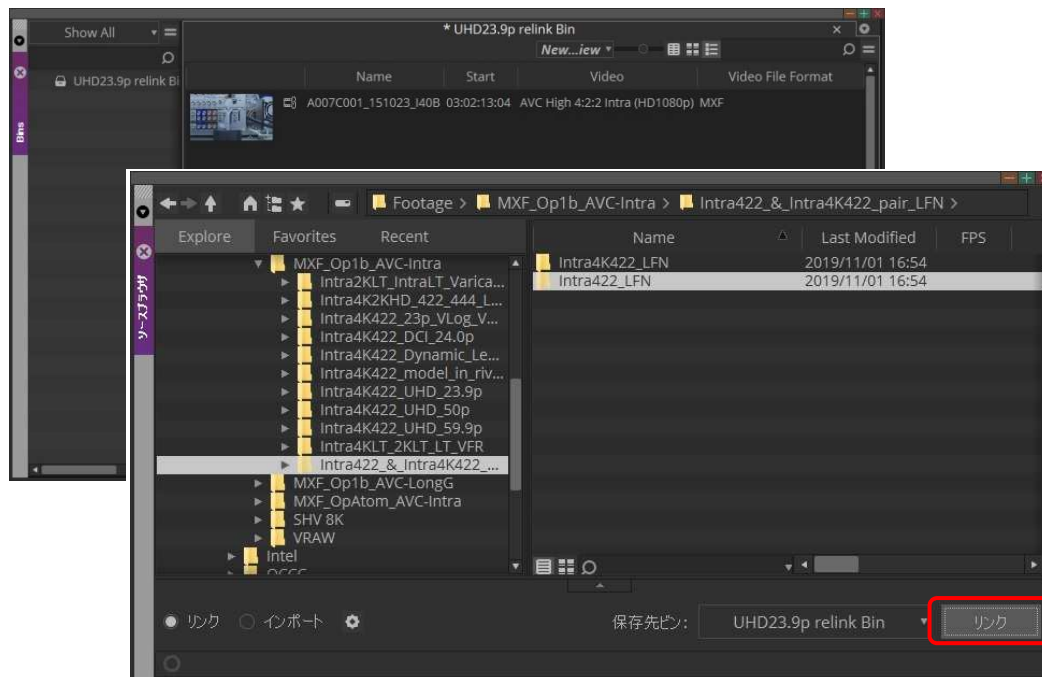 Show All
* UHD23.9p relink Bin
New...iew
UHD23.9p relink Bi
Bins
Name Start Video Video File Format
A007C001_151023_I40B 03:02:13:04 AVC High 4:2:2 Intra (HD1080p) MXF
Footage > MXF_Op1b_AVC-Intra > Intra422_&_Intra4K422_pair_LFN >
Explore Favorites Recent
Name Last Modified FPS
ソースブラウザ
MXF_Op1b_AVC-Intra
Intra2KLT_IntraLT_Varica...
Intra4K2KHD_422_444_L...
Intra4K422_23p_VLog_V...
Intra4K422_DCI_24.0p
Intra4K422_Dynamic_Le...
Intra4K422_model_in_riv...
Intra4K422_UHD_23.9p
Intra4K422_UHD_50p
Intra4K422_UHD_59.9p
Intra4KLT_2KLT_LT_VFR
Intra422_&_Intra4K422_...
MXF_Op1b_AVC-LongG
MXF_OpAtom_AVC-Intra
SHV 8K
VRAW
Intel
Intra4K422_LFN 2019/11/01 16:54
Intra422_LFN 2019/11/01 16:54
リンク インポート
保存先ビン: UHD23.9p relink Bin リンク